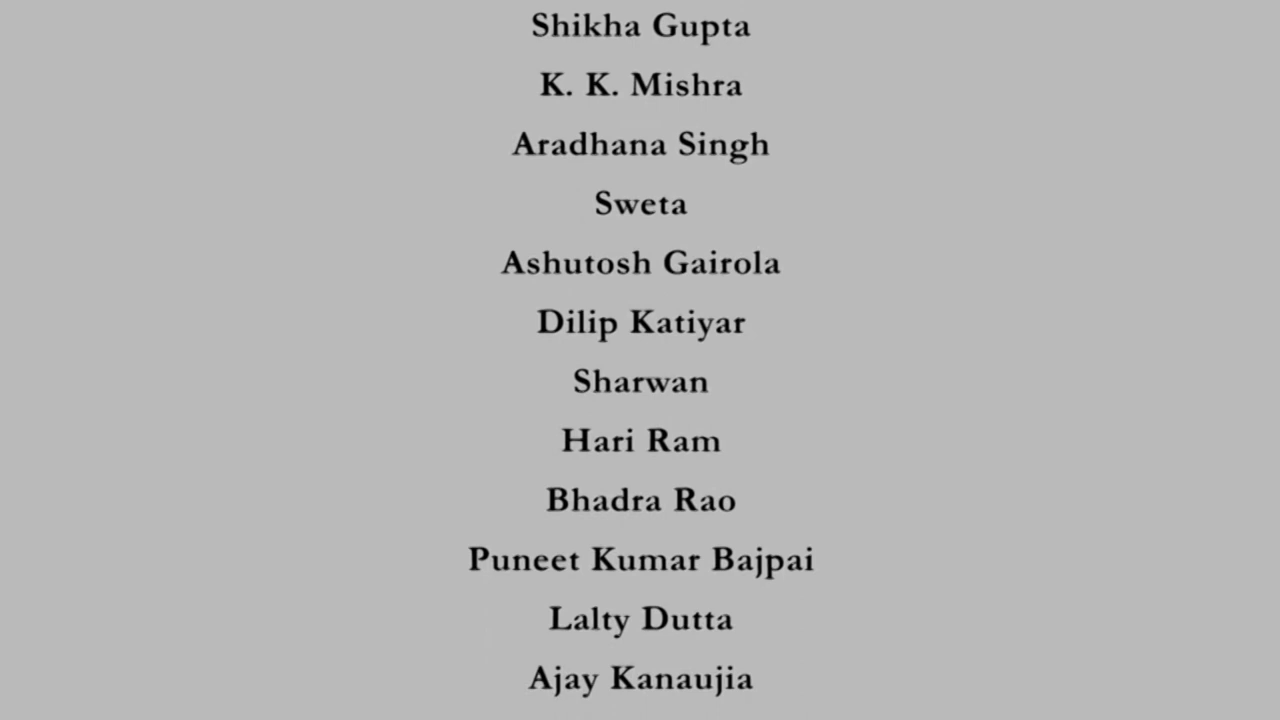 Shikha Gupta
K. K. Mishra
Aradhana Singh
Sweta
Ashutosh Gairola
Dilip Katiyar
Sharwan
Hari Ram
Bhadra Rao
Puneet Kumar Bajpai
Lalty Dutta
Ajay Kanaujia